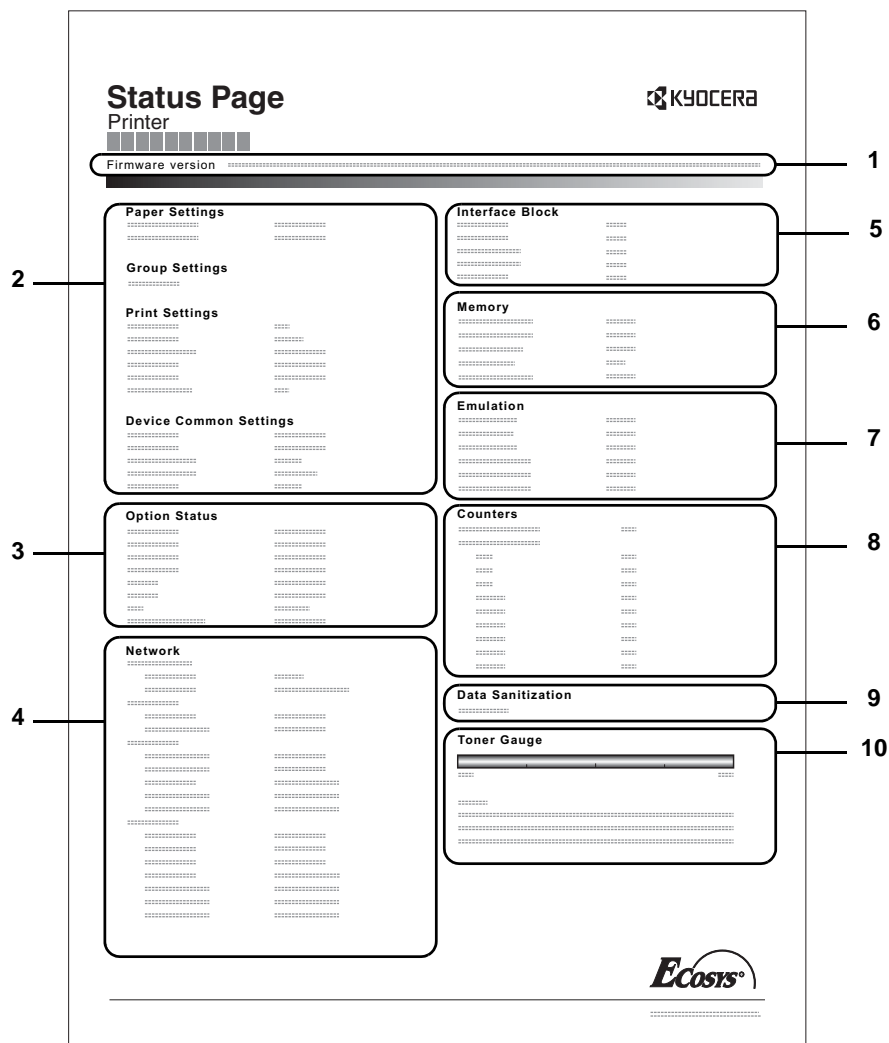 Status Page
KYOCERA
Printer
Firmware version
1
2
Paper Settings
Group Settings
Print Settings
Device Common Settings
3
Option Status
4
Network
Interface Block
5
Memory
6
Emulation
7
Counters
8
Data Sanitization
9
Toner Gauge
10
ECOSYS